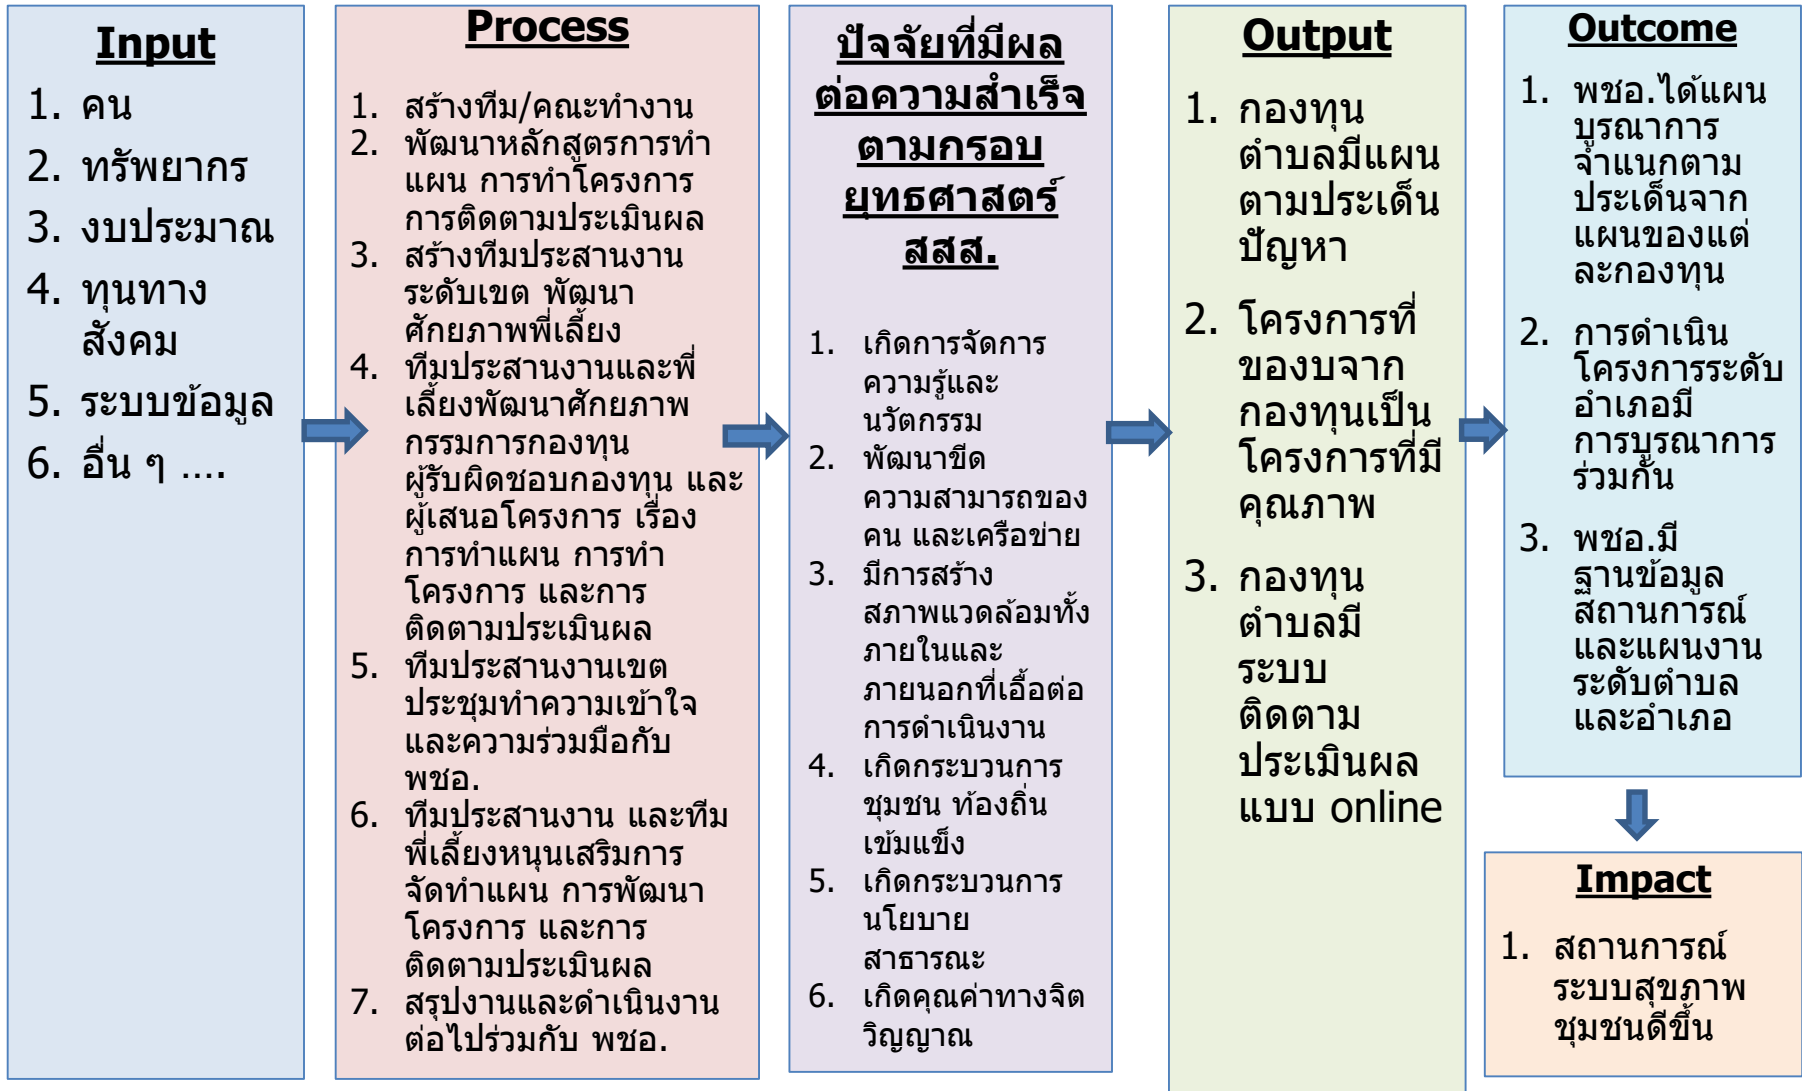 Input
1. คน
2. ทรัพยากร
3. งบประมาณ
4. ทุนทาง
สังคม
5. ระบบข้อมูล
6. อื่น ๆ ....
Process
1. สร้างทีม/คณะทำงาน
2. พัฒนาหลักสูตรการทำ
แผน การทำโครงการ
การติดตามประเมินผล
3. สร้างทีมประสานงาน
ระดับเขต พัฒนา
ศักยภาพพี่เลี้ยง
4. ทีมประสานงานและพี่
เลี้ยงพัฒนาศักยภาพ
กรรมการกองทุน
ผู้รับผิดชอบกองทุน และ
ผู้เสนอโครงการ เรื่อง
การทำแผน การทำ
โครงการ และการ
ติดตามประเมินผล
5. ทีมประสานงานเขต
ประชุมทำความเข้าใจ
และความร่วมมือกับ
พชอ.
6. ทีมประสานงาน และทีม
พี่เลี้ยงหนุนเสริมการ
จัดทำแผน การพัฒนา
โครงการ และการ
ติดตามประเมินผล
7. สรุปงานและดำเนินงาน
ต่อไปร่วมกับ พชอ.
ปัจจัยที่มีผล
ต่อความสำเร็จ
ตามกรอบ
ยุทธศาสตร์
สสส.
1. เกิดการจัดการ
ความรู้และ
นวัตกรรม
2. พัฒนาขีด
ความสามารถของ
คน และเครือข่าย
3. มีการสร้าง
สภาพแวดล้อมทั้ง
ภายในและ
ภายนอกที่เอื้อต่อ
การดำเนินงาน
4. เกิดกระบวนการ
ชุมชน ท้องถิ่น
เข้มแข็ง
5. เกิดกระบวนการ
นโยบาย
สาธารณะ
6. เกิดคุณค่าทางจิต
วิญญาณ
Output
1. กองทุน
ตำบลมีแผน
ตามประเด็น
ปัญหา
2. โครงการที่
ของบจาก
กองทุนเป็น
โครงการที่มี
คุณภาพ
3. กองทุน
ตำบลมี
ระบบ
ติดตาม
ประเมินผล
แบบ online
Outcome
1. พชอ.ได้แผน
บูรณาการ
จำแนกตาม
ประเด็นจาก
แผนของแต่
ละกองทุน
2. การดำเนิน
โครงการระดับ
อำเภอมี
การบูรณาการ
ร่วมกัน
3. พชอ.มี
ฐานข้อมูล
สถานการณ์
และแผนงาน
ระดับตำบล
และอำเภอ
Impact
1. สถานการณ์
ระบบสุขภาพ
ชุมชนดีขึ้น